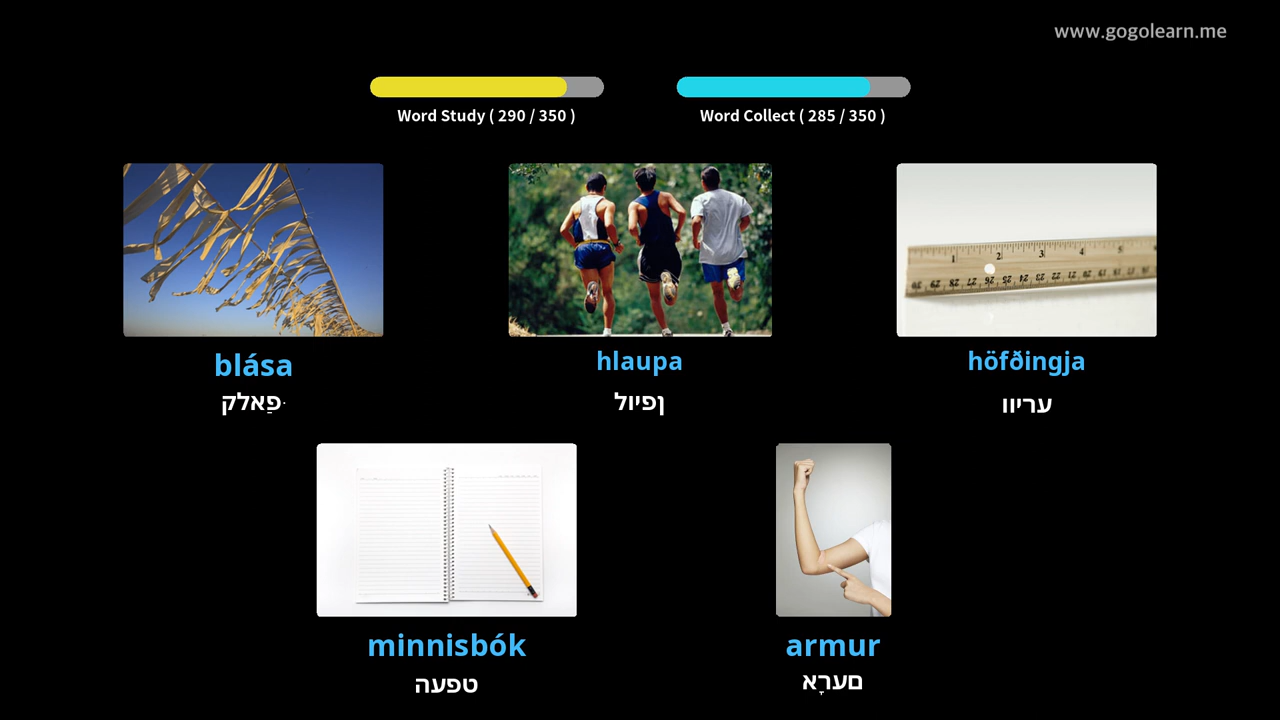 www.gogolearn.me
Word Study ( 290 / 350 )
Word Collect ( 285 / 350 )
blása
hlaupa
höfðingja
ּפַאלק
ןפיול
עריוו
minnisbók
armur
טפעה
םערָא